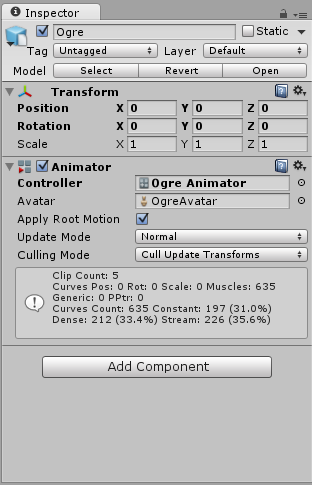 Inspector
Ogre Static
Tag Untagged Layer Default
Model Select Revert Open
Transform
Position X 0 Y 0 Z 0
Rotation X 0 Y 0 Z 0
Scale X 1 Y 1 Z 1
Animator
Controller Ogre Animator
Avatar OgreAvatar
Apply Root Motion
Update Mode Normal
Culling Mode Cull Update Transforms
Clip Count: 5
Curves Pos: 0 Rot: 0 Scale: 0 Muscles: 635
Generic: 0 PPtr: 0
Curves Count: 635 Constant: 197 (31.0%)
Dense: 212 (33.4%) Stream: 226 (35.6%)
Add Component